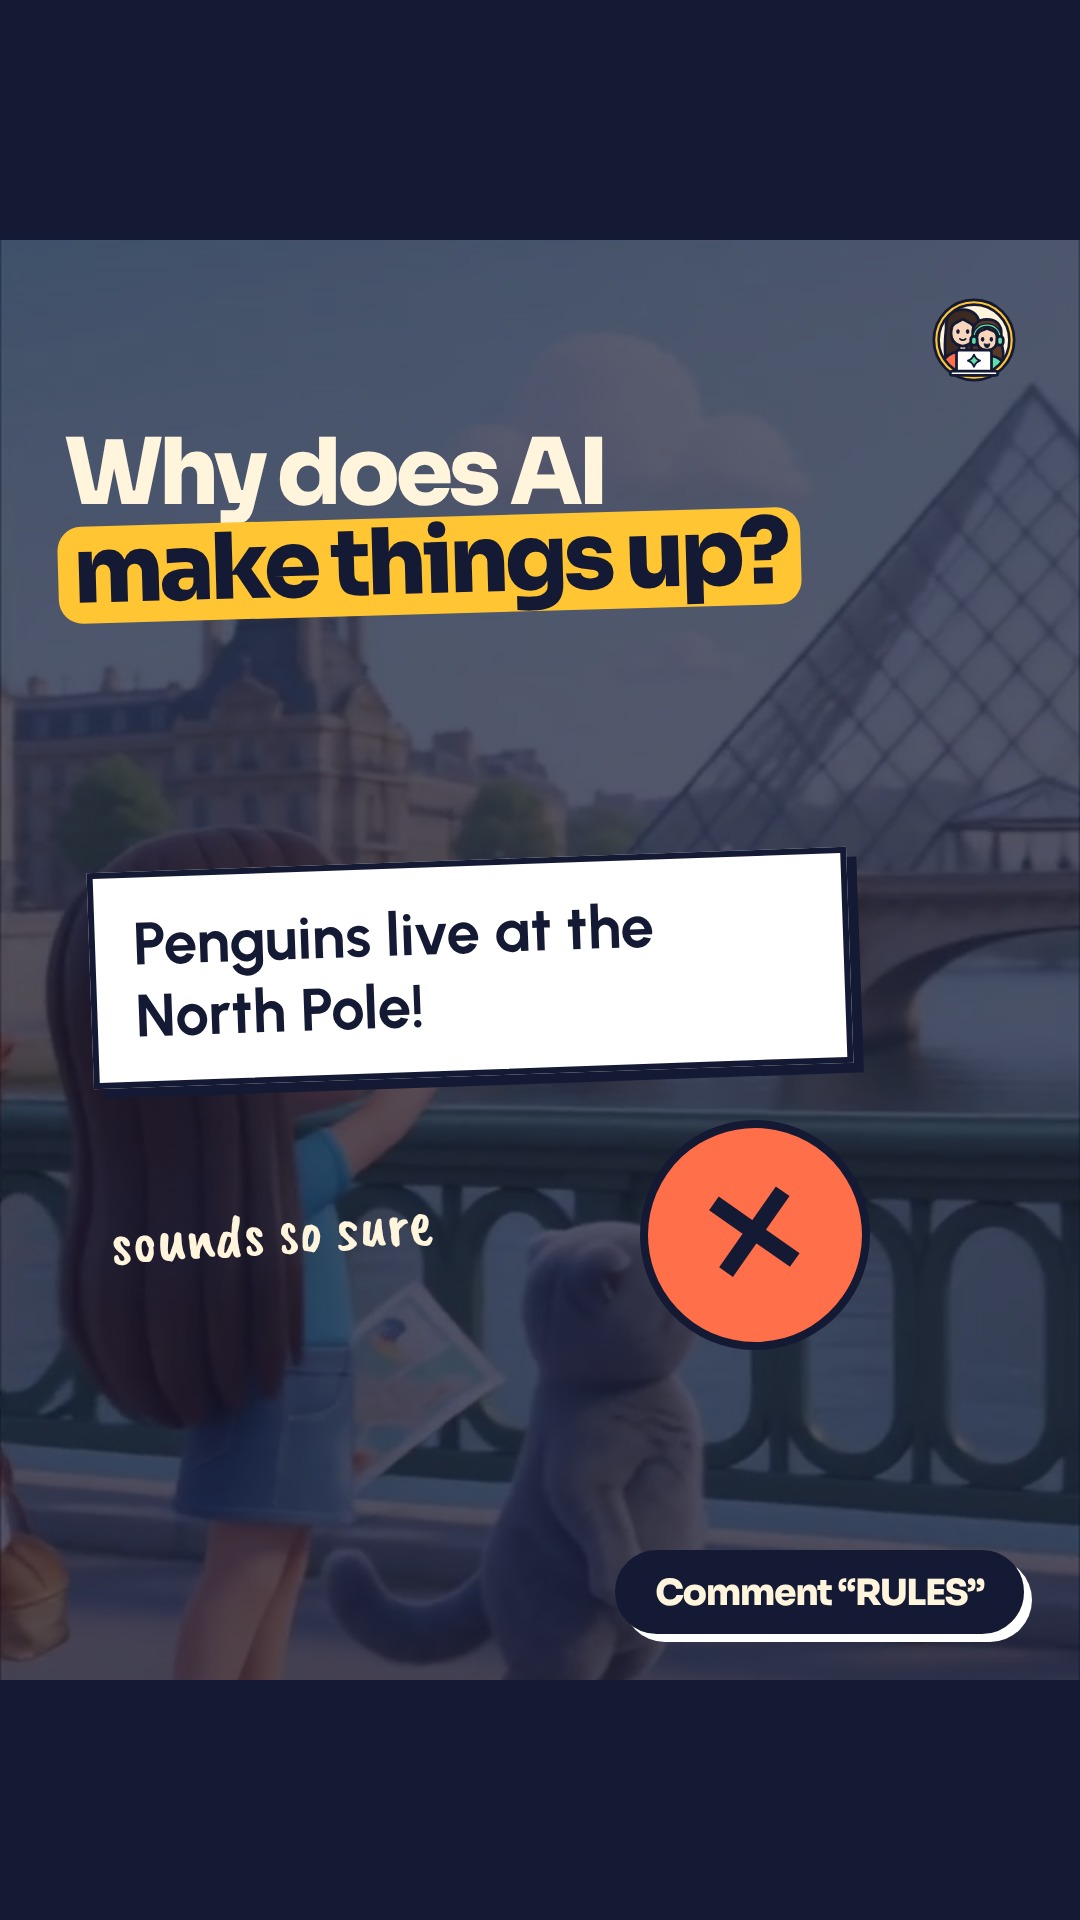 Why does AI
make things up?
Penguins live at the
North Pole!
sounds so sure
Comment “RULES”